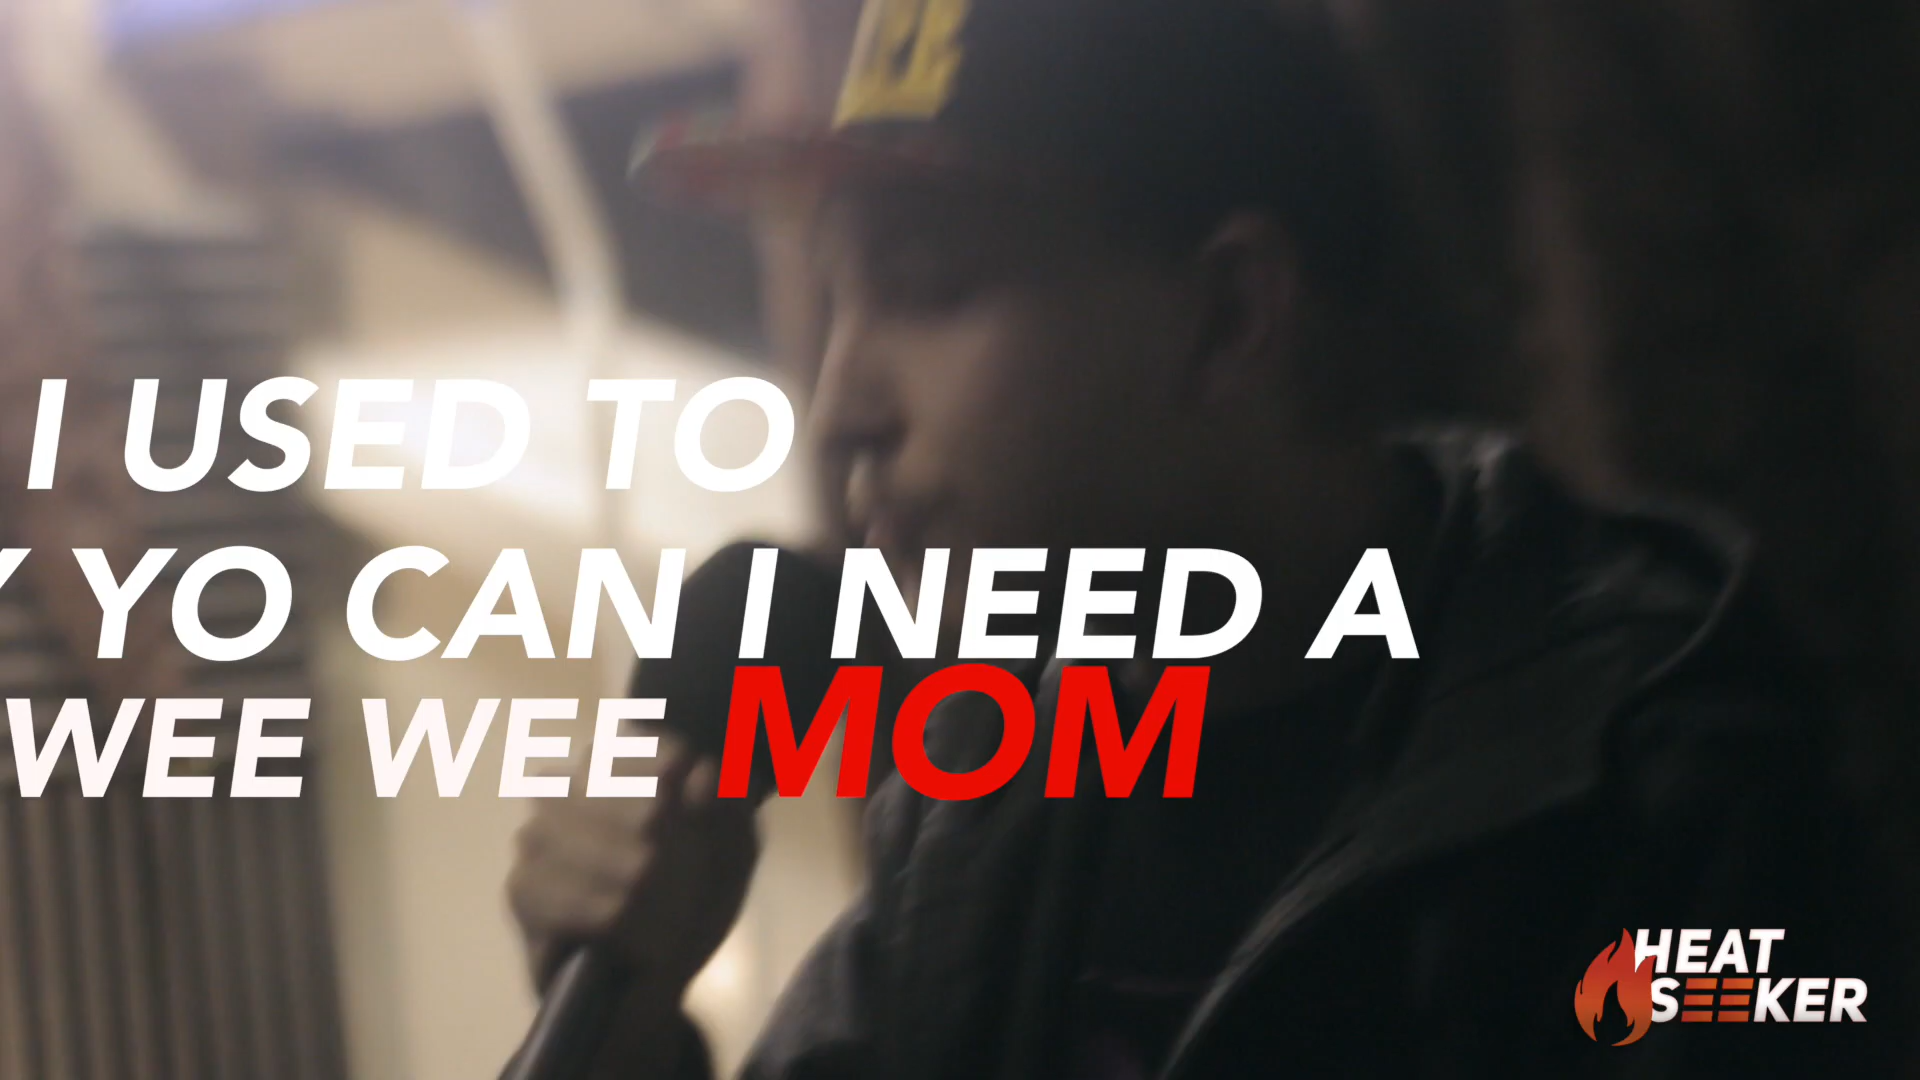 I USED TO
YO CAN I NEED A
WEE WEE MOM
HEAT
SEEKER